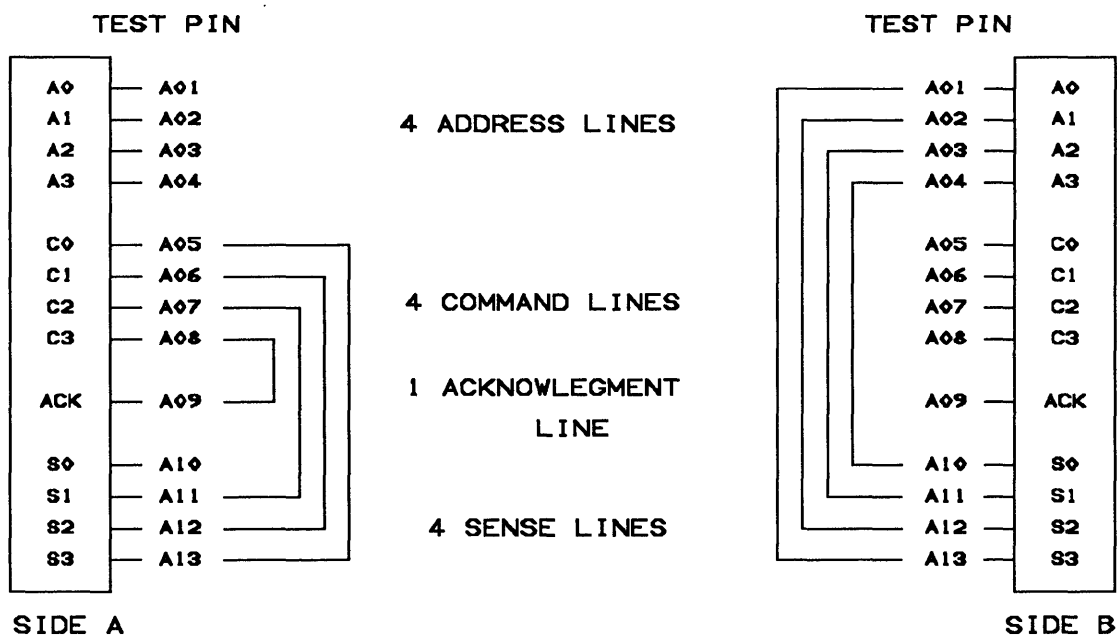 TEST PIN TEST PIN
A0 A01 A01 A0
A1 A02 4 ADDRESS LINES A02 A1
A2 A03 A03 A2
A3 A04 A04 A3
C0 A05 A05 C0
C1 A06 A06 C1
C2 A07 4 COMMAND LINES A07 C2
C3 A08 A08 C3
ACK A09 1 ACKNOWLEGMENT A09 ACK
LINE
S0 A10 A10 S0
S1 A11 A11 S1
S2 A12 4 SENSE LINES A12 S2
S3 A13 A13 S3
SIDE A SIDE B